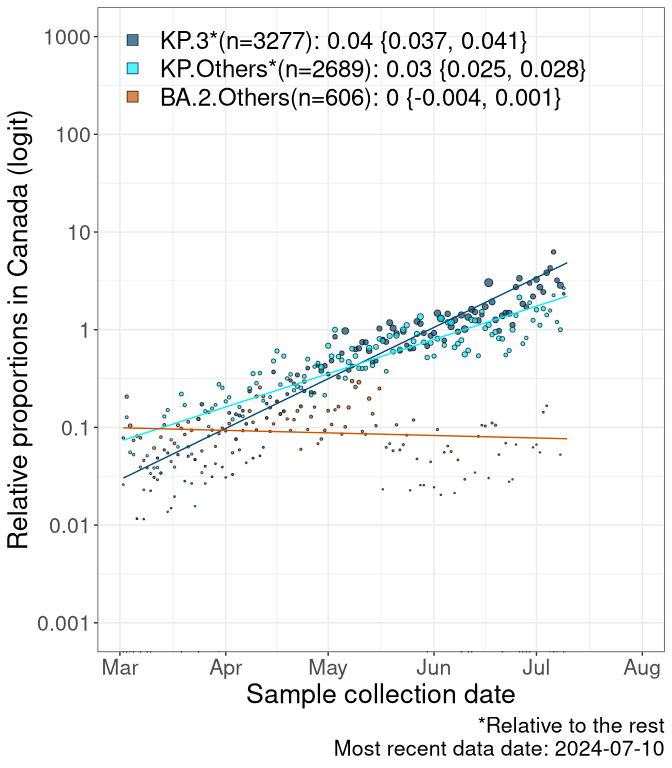 KP.3*(n=3277): 0.04 {0.037, 0.041}
KP.Others*(n=2689): 0.03 {0.025, 0.028}
BA.2.Others(n=606): 0 {-0.004, 0.001}
Relative proportions in Canada (logit)
1000
100
10
1
0.1
0.01
0.001
Mar Apr May Jun Jul Aug
Sample collection date
*Relative to the rest
Most recent data date: 2024-07-10